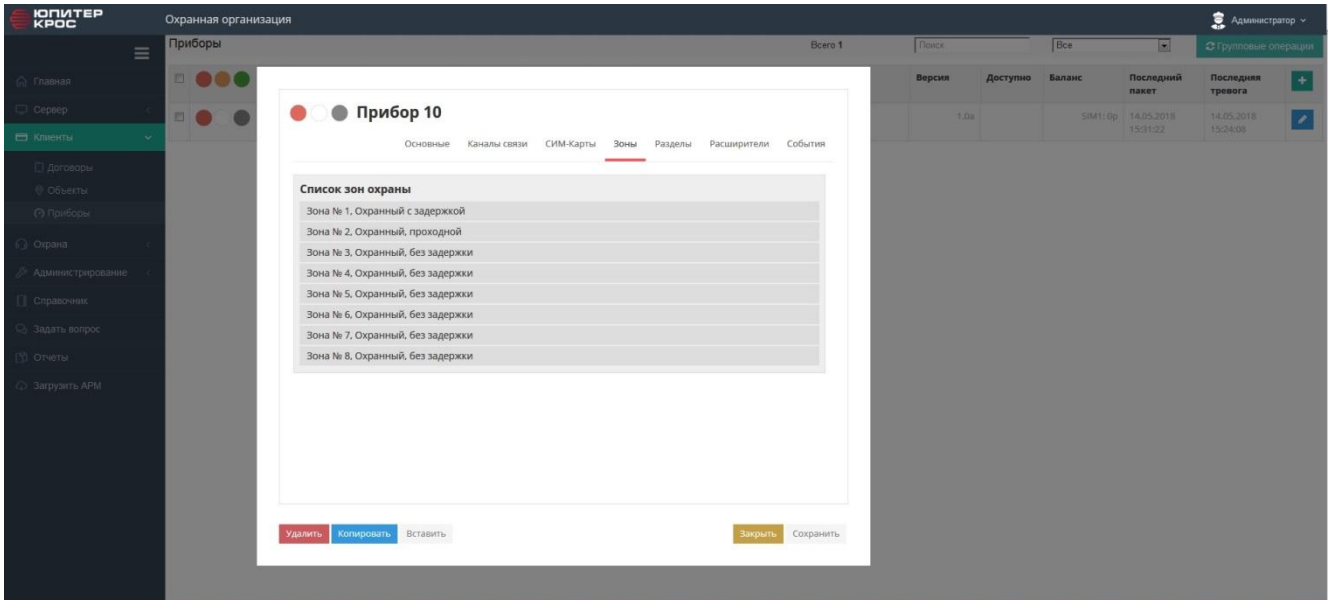 ЮПИТЕР
КРОС
Охранная организация
Администратор
Приборы
Всего 1
Поиск
Все
Групповые операции
Главная
Сервер
Клиенты
Договоры
Объекты
Приборы
Охрана
Администрирование
Справочник
Задать вопрос
Отчеты
Загрузить АРМ
Версия
Доступно
Баланс
Последний
пакет
Последняя
тревога
1.0a
SIM1: 0р
14.05.2018
15:31:22
14.05.2018
15:24:08
Прибор 10
Основные
Каналы связи
СИМ-Карты
Зоны
Разделы
Расширители
События
Список зон охраны
Зона № 1, Охранный с задержкой
Зона № 2, Охранный, проходной
Зона № 3, Охранный, без задержки
Зона № 4, Охранный, без задержки
Зона № 5, Охранный, без задержки
Зона № 6, Охранный, без задержки
Зона № 7, Охранный, без задержки
Зона № 8, Охранный, без задержки
Удалить
Копировать
Вставить
Закрыть
Сохранить